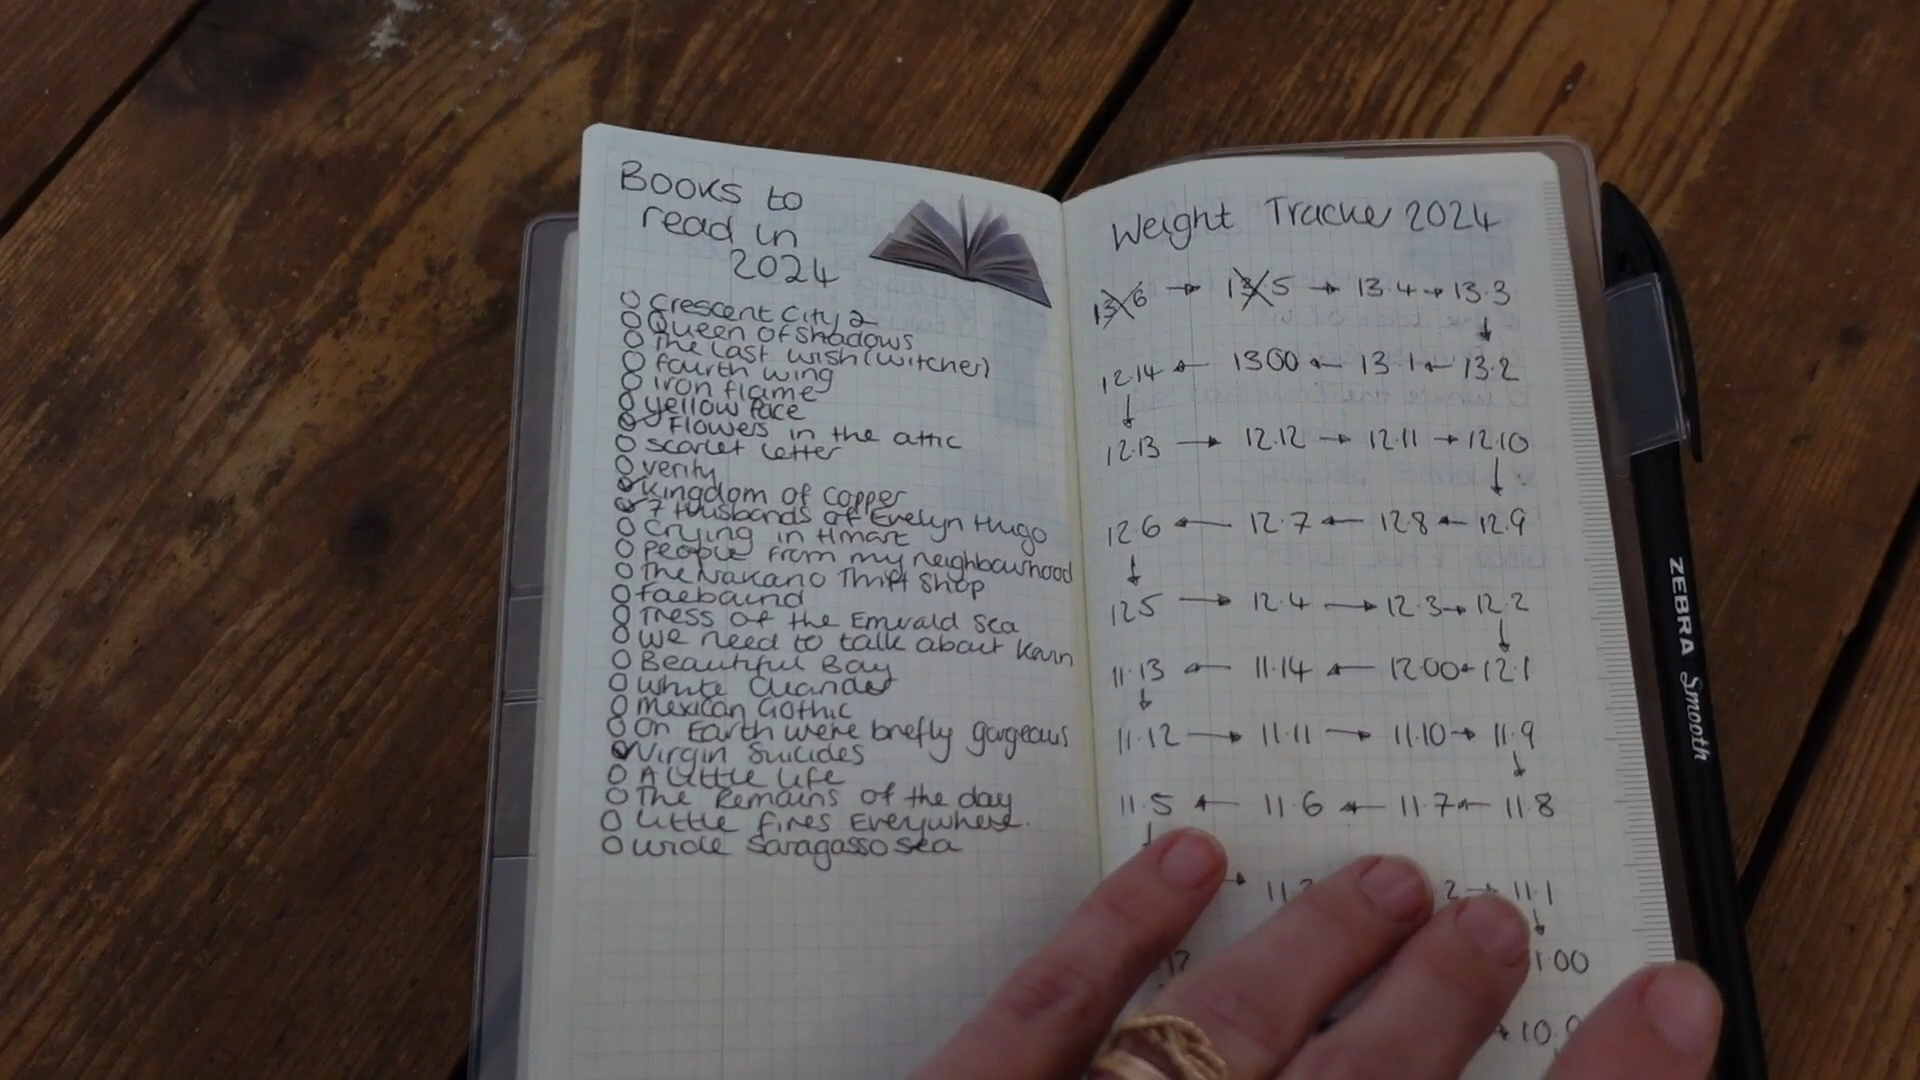 Books to
read in
2024
Crescent City 2
Queen of shadows
The last wish (witcher)
fourth wing
iron flame
yellow face
Flowers in the attic
scarlet letter
verity
Kingdom of copper
7 Husbands of Evelyn Hugo
Crying in Hmart
people from my neighbourhood
The Nakano Thrift Shop
faebound
Tress of the Emerald Sea
We need to talk about
Beautiful Boy
White
Mexican Gothic
On Earth were briefly gorgeous
Virgin Suicides
A little life
The Remains of the day
little fires Everywhere.
wide Saragasso sea
Weight Tracke 2024
13.6 → 13.5 → 13.4 → 13.3
↓
12.14 ← 13 00 ← 13.1 ← 13.2
↓
12.13 → 12.12 → 12.11 → 12.10
↓
12.6 ← 12.7 ← 12.8 ← 12.9
↓
12.5 → 12.4 → 12.3 → 12.2
↓
11.13 ← 11.14 ← 12.00 ← 12.1
↓
11.12 → 11.11 → 11.10 → 11.9
↓
11.5 ← 11.6 ← 11.7 ← 11.8
↓
→ 11.1
↓
ZEBRA Smooth